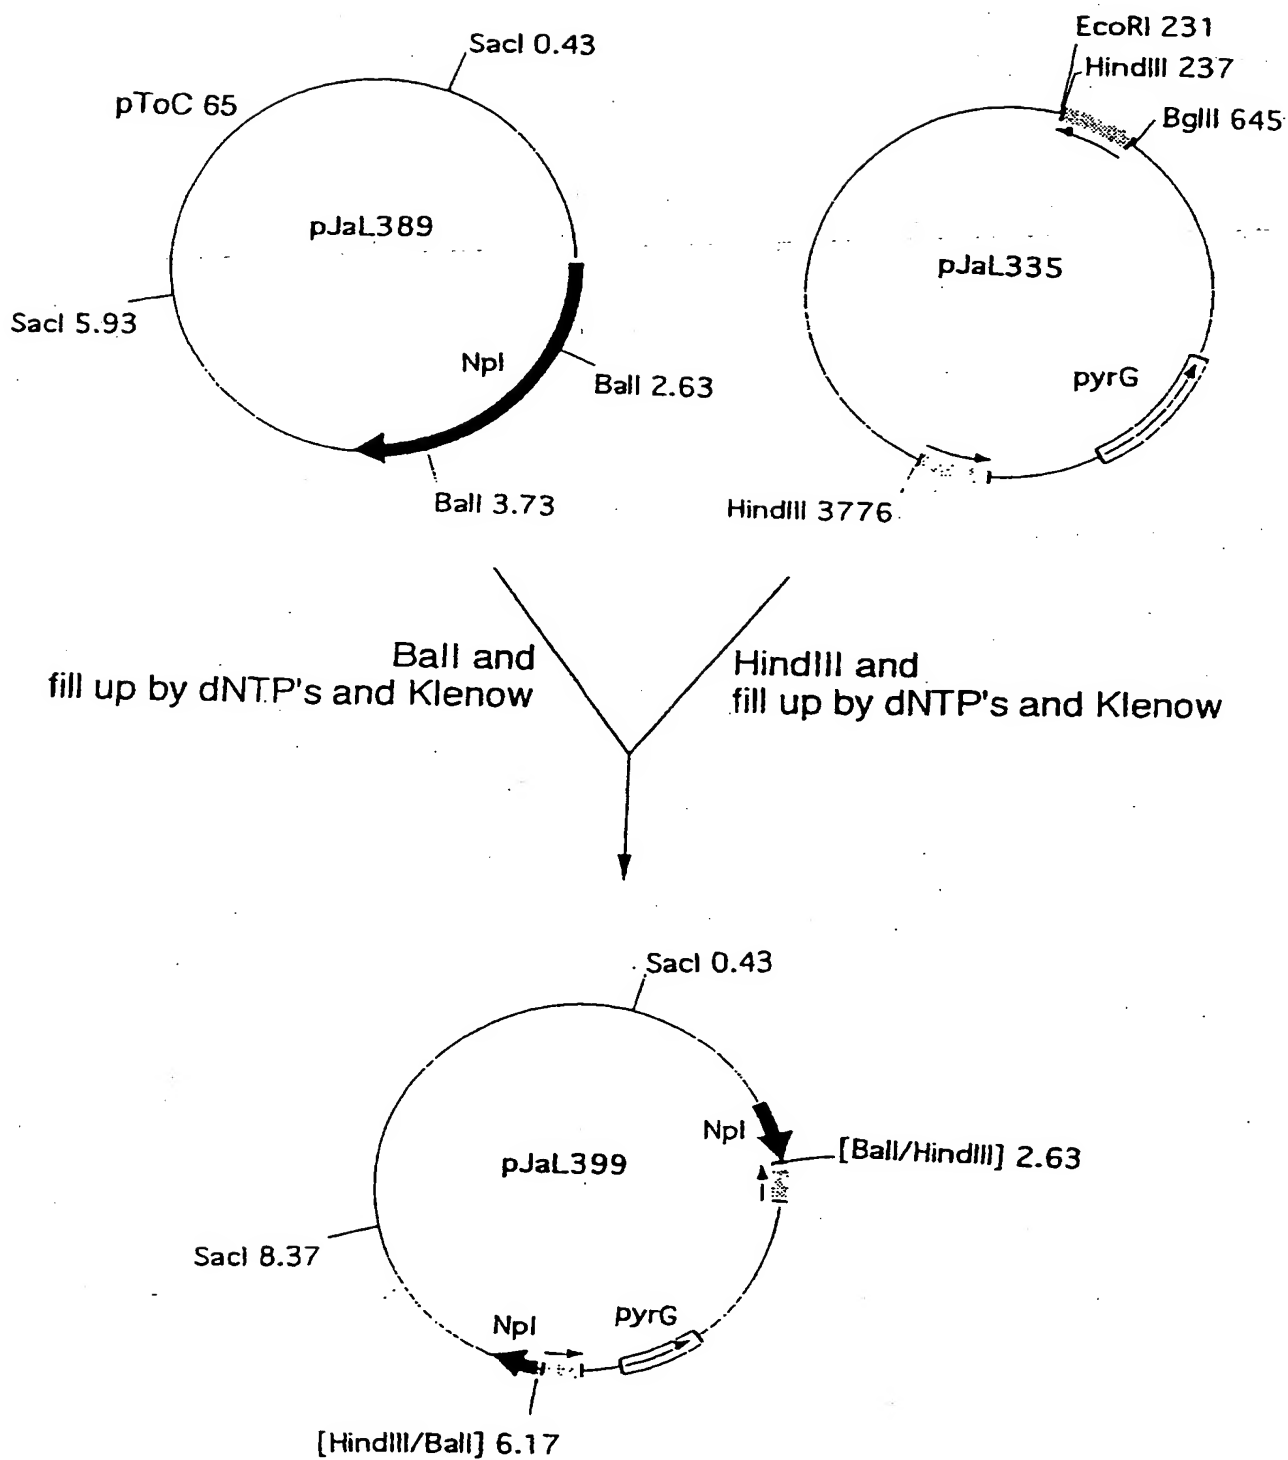 SacI 0.43
pToC 65
pJaL389
SacI 5.93
NpI
BalI 2.63
BalI 3.73
EcoRI 231
HindIII 237
BglII 645
pJaL335
pyrG
HindIII 3776
BalI and
fill up by dNTP's and Klenow
HindIII and
fill up by dNTP's and Klenow
SacI 0.43
NpI
[BalI/HindIII] 2.63
pJaL399
SacI 8.37
NpI
pyrG
[HindIII/BalI] 6.17